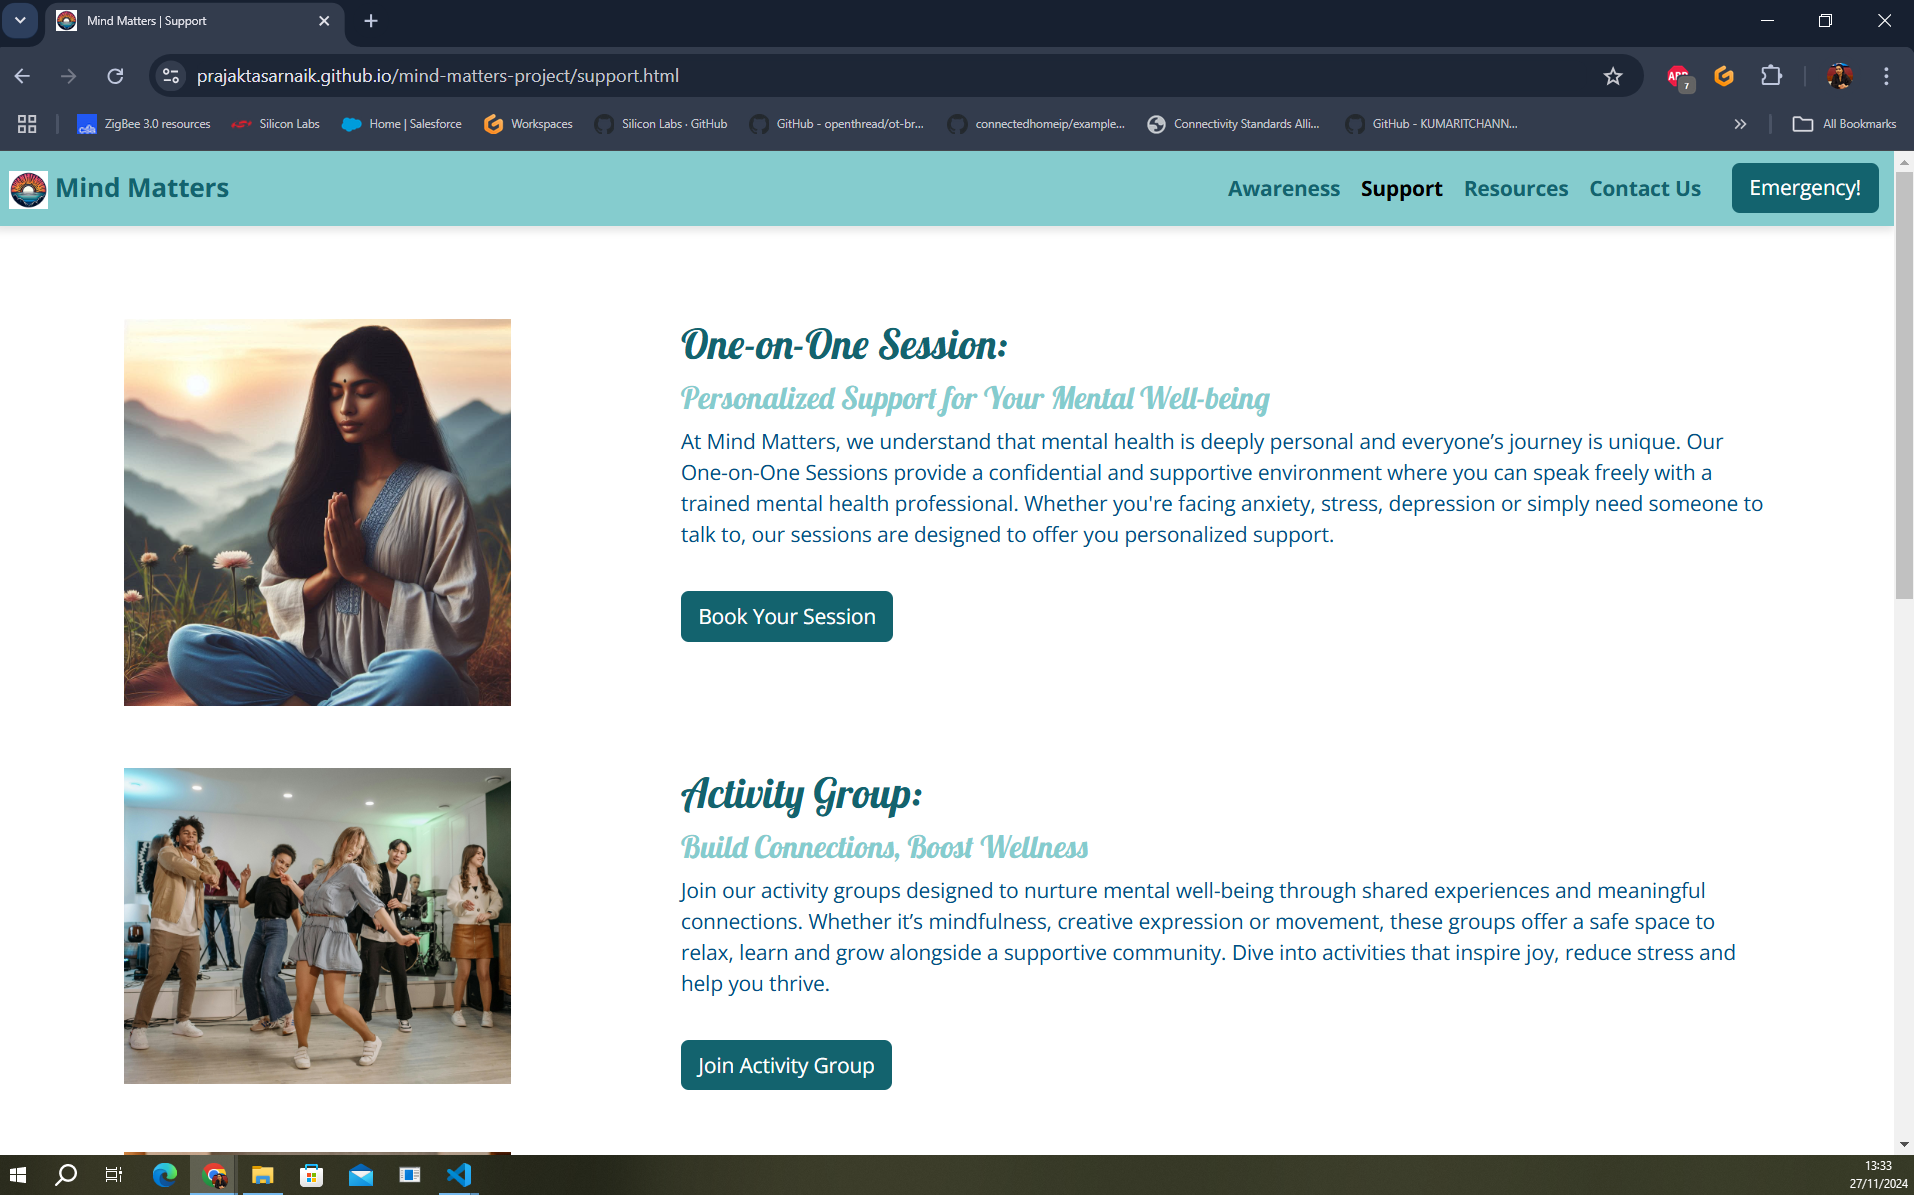 Mind Matters | Support
prajaktasarnaik.github.io/mind-matters-project/support.html
ABP
7
ZigBee 3.0 resources
Silicon Labs
Home | Salesforce
Workspaces
Silicon Labs · GitHub
GitHub - openthread/ot-br...
connectedhomeip/example...
Connectivity Standards Alli...
GitHub - KUMARITCHANN...
All Bookmarks
Mind Matters
Awareness
Support
Resources
Contact Us
Emergency!
One-on-One Session:
Personalized Support for Your Mental Well-being
At Mind Matters, we understand that mental health is deeply personal and everyone’s journey is unique. Our
One-on-One Sessions provide a confidential and supportive environment where you can speak freely with a
trained mental health professional. Whether you're facing anxiety, stress, depression or simply need someone to
talk to, our sessions are designed to offer you personalized support.
Book Your Session
Activity Group:
Build Connections, Boost Wellness
Join our activity groups designed to nurture mental well-being through shared experiences and meaningful
connections. Whether it’s mindfulness, creative expression or movement, these groups offer a safe space to
relax, learn and grow alongside a supportive community. Dive into activities that inspire joy, reduce stress and
help you thrive.
Join Activity Group
13:33
27/11/2024